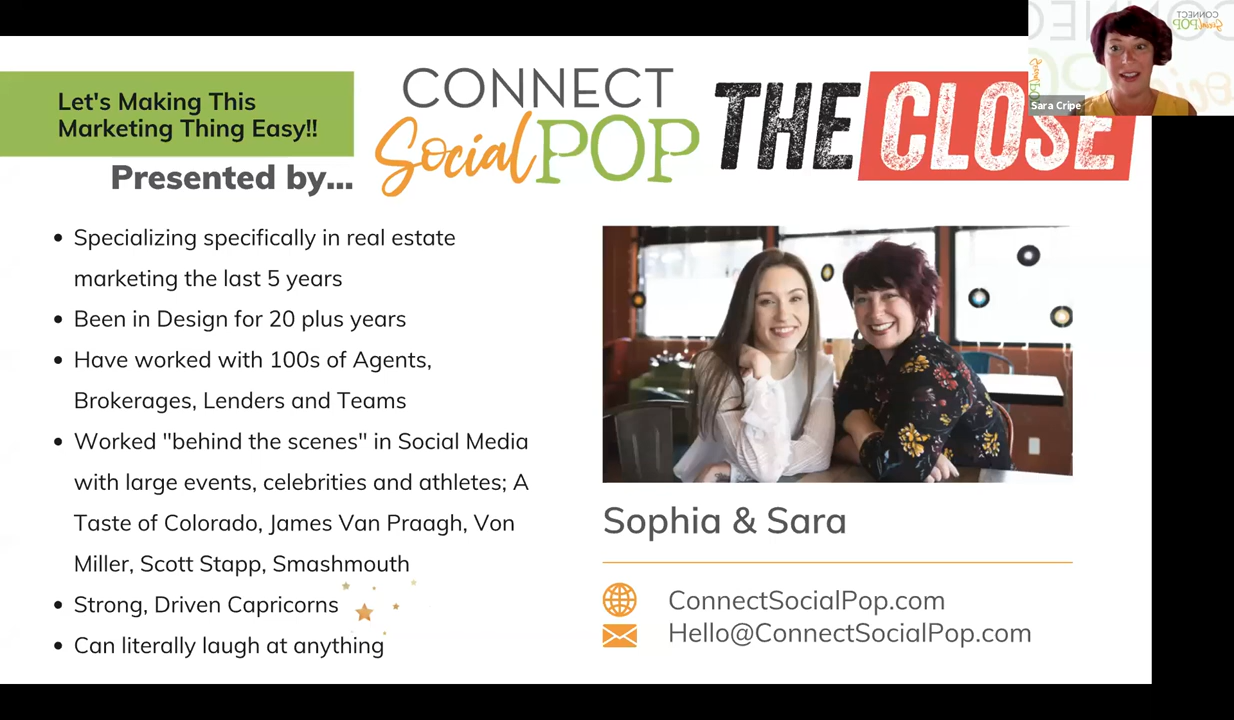 Let's Making This
Marketing Thing Easy!!
Presented by...
CONNECT
Social POP
THE CLOSE
CONNECT
Social POP
Sara Cripe
Specializing specifically in real estate
marketing the last 5 years
Been in Design for 20 plus years
Have worked with 100s of Agents,
Brokerages, Lenders and Teams
Worked "behind the scenes" in Social Media
with large events, celebrities and athletes; A
Taste of Colorado, James Van Praagh, Von
Miller, Scott Stapp, Smashmouth
Strong, Driven Capricorns
Can literally laugh at anything
Sophia & Sara
ConnectSocialPop.com
Hello@ConnectSocialPop.com